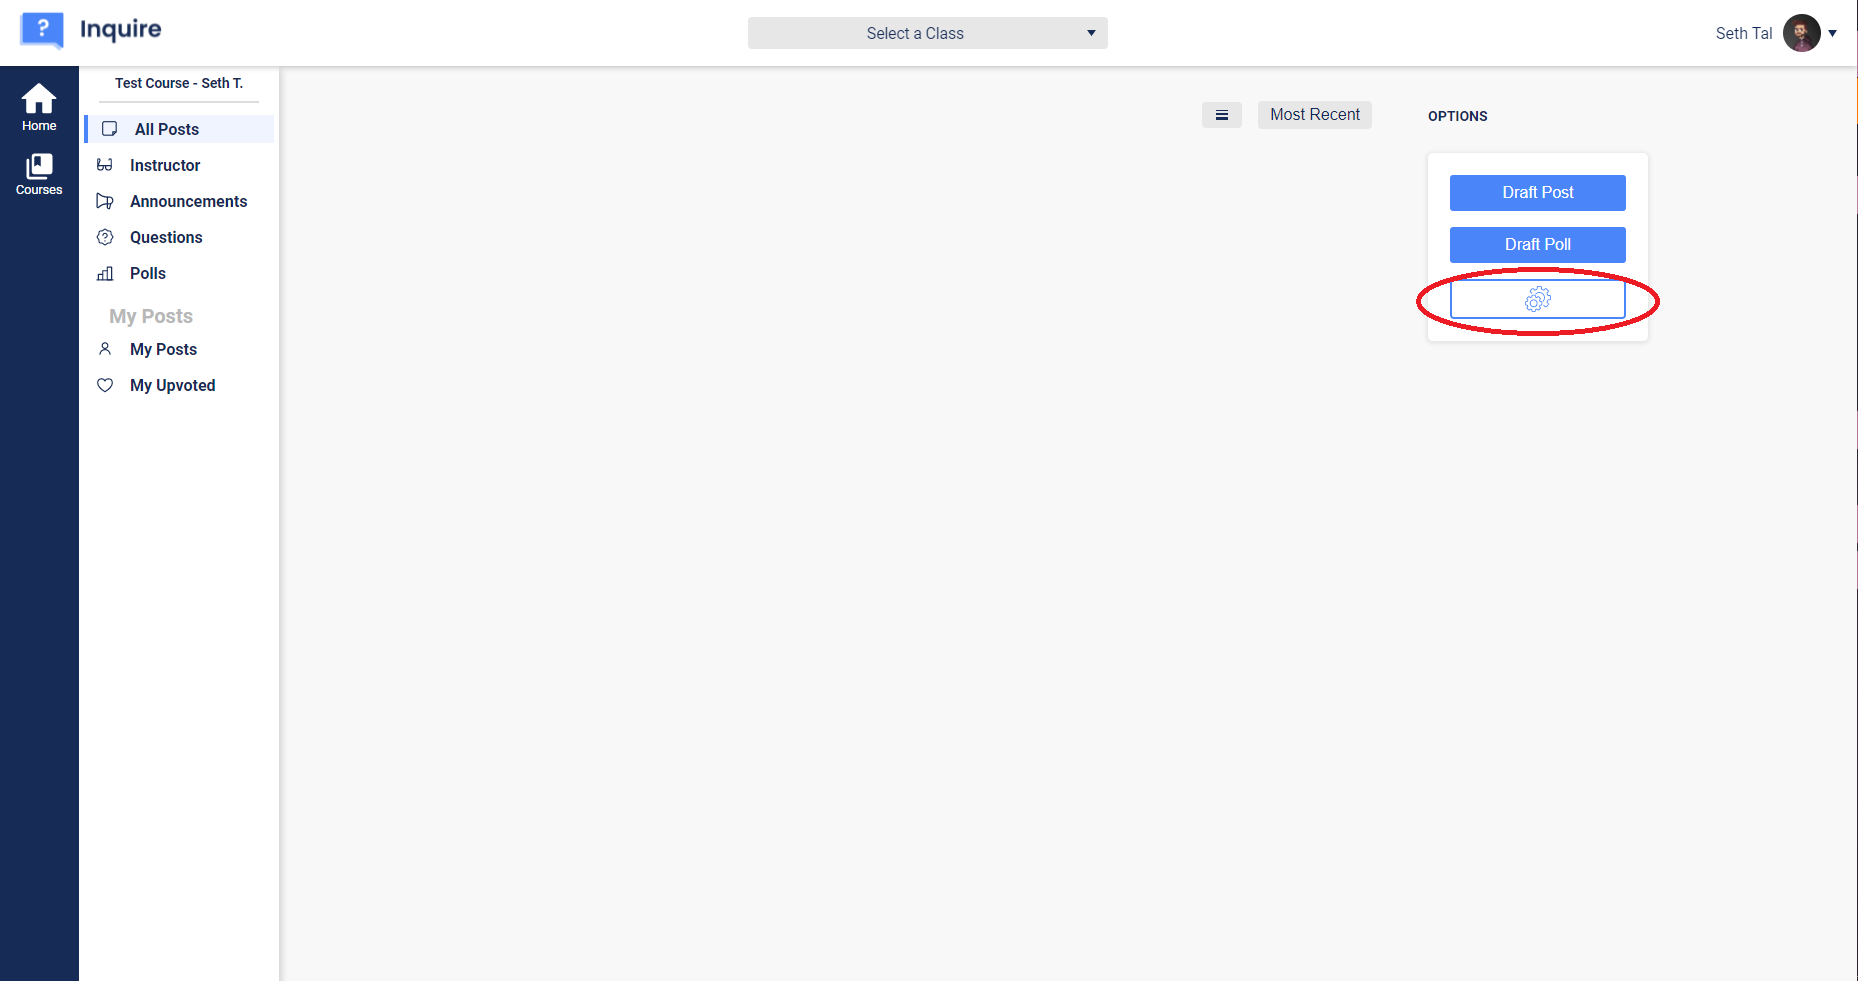 ? Inquire
Select a Class
Seth Tal
Home
Courses
Test Course - Seth T.
All Posts
Instructor
Announcements
Questions
Polls
My Posts
My Posts
My Upvoted
Most Recent
OPTIONS
Draft Post
Draft Poll